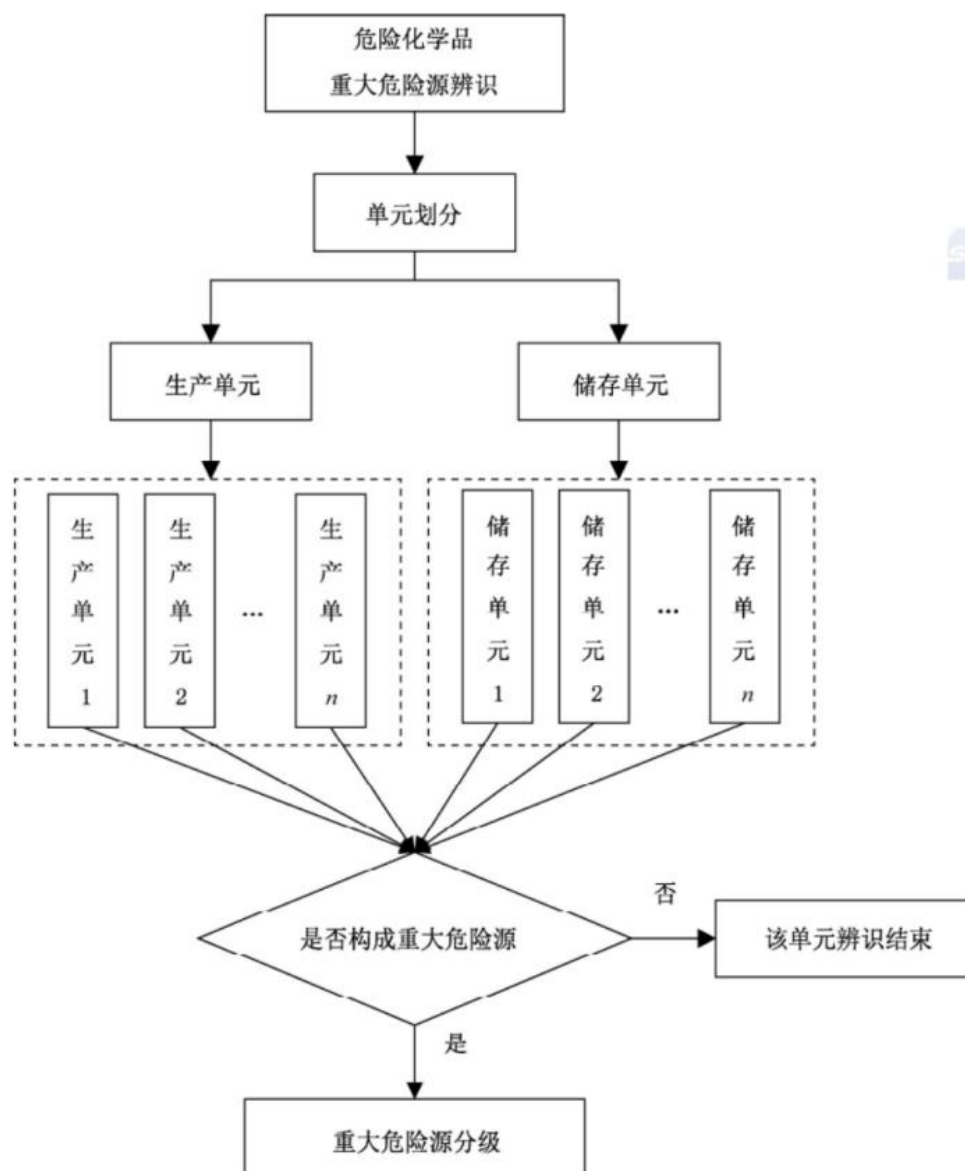 危险化学品
重大危险源辨识
单元划分
生产单元
储存单元
生产单元1
生产单元2
...
生产单元n
储存单元1
储存单元2
...
储存单元n
是否构成重大危险源
否
该单元辨识结束
是
重大危险源分级